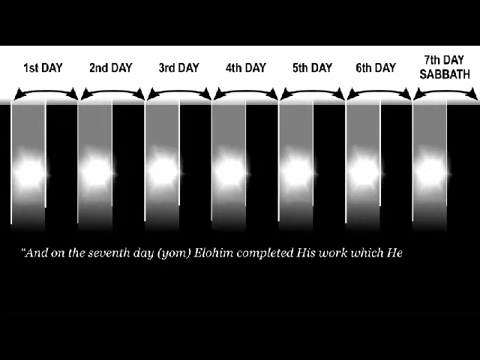 1st DAY 2nd DAY 3rd DAY 4th DAY 5th DAY 6th DAY 7th DAY
SABBATH
“And on the seventh day (yom) Elohim completed His work which He